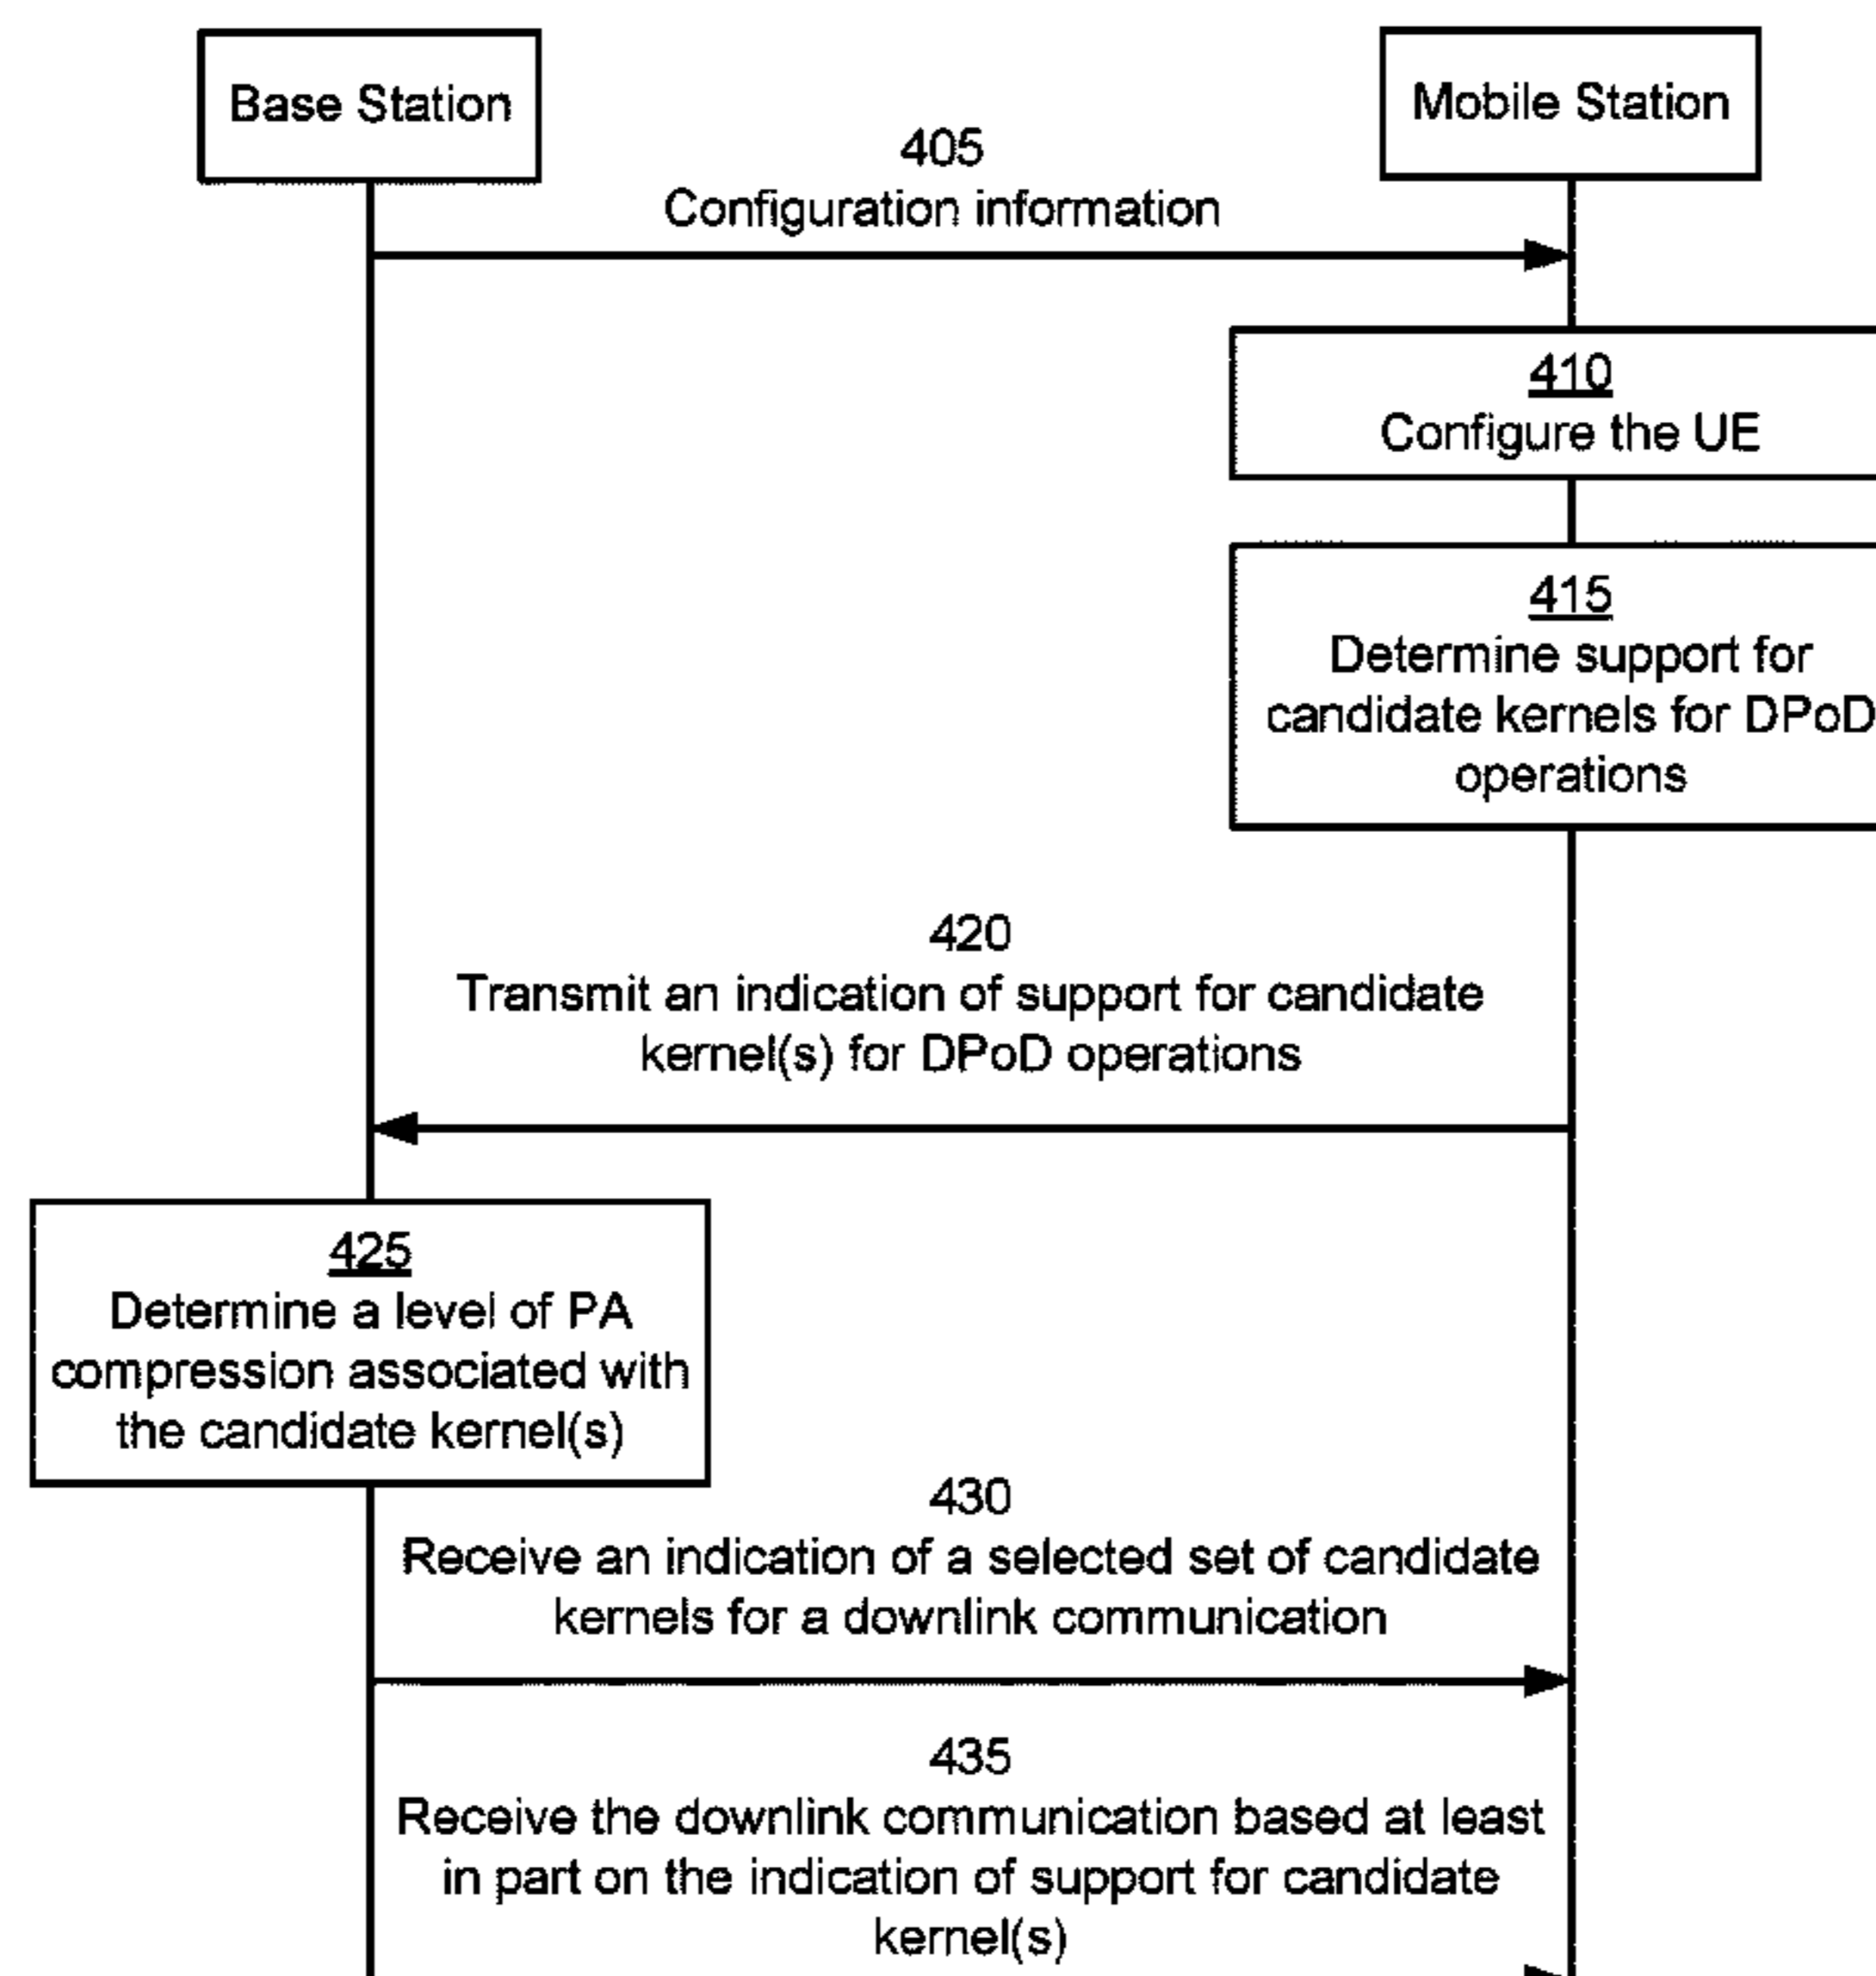 Base Station
Mobile Station
405
Configuration information
410
Configure the UE
415
Determine support for
candidate kernels for DPoD
operations
420
Transmit an indication of support for candidate
kernel(s) for DPoD operations
425
Determine a level of PA
compression associated with
the candidate kernel(s)
430
Receive an indication of a selected set of candidate
kernels for a downlink communication
435
Receive the downlink communication based at least
in part on the indication of support for candidate
kernel(s)